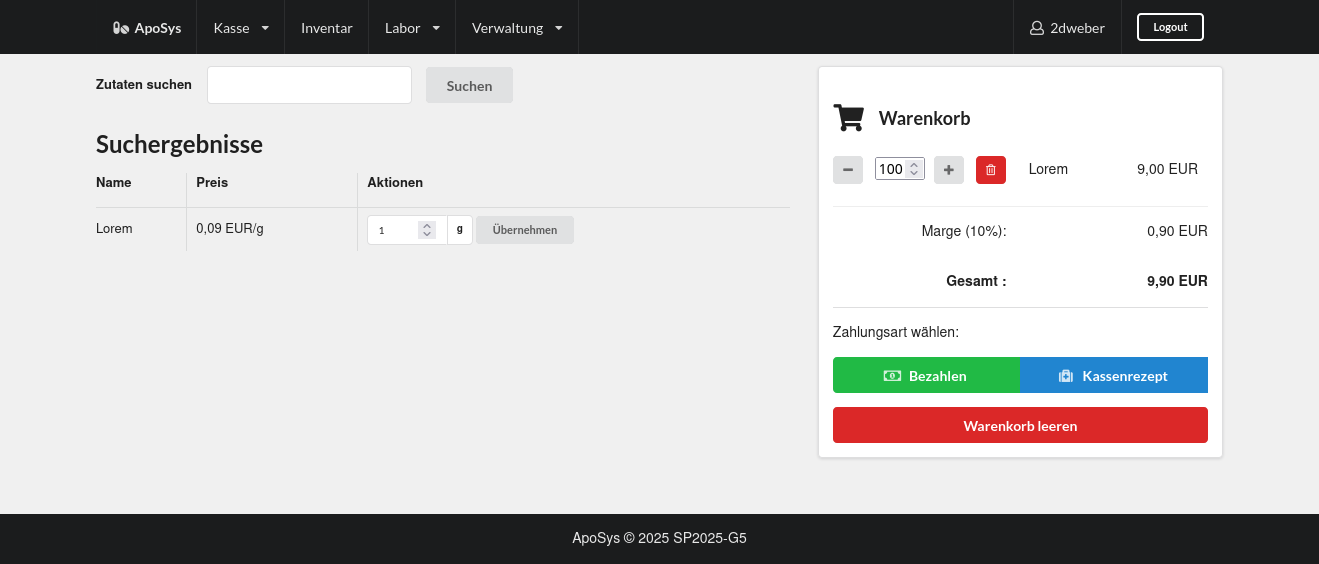 ApoSys Kasse Inventar Labor Verwaltung 2dweber Logout
Zutaten suchen Suchen
Suchergebnisse
Name Preis Aktionen
Lorem 0,09 EUR/g 1 g Übernehmen
Warenkorb
100 Lorem 9,00 EUR
Marge (10%): 0,90 EUR
Gesamt : 9,90 EUR
Zahlungsart wählen:
Bezahlen Kassenrezept
Warenkorb leeren
ApoSys © 2025 SP2025-G5